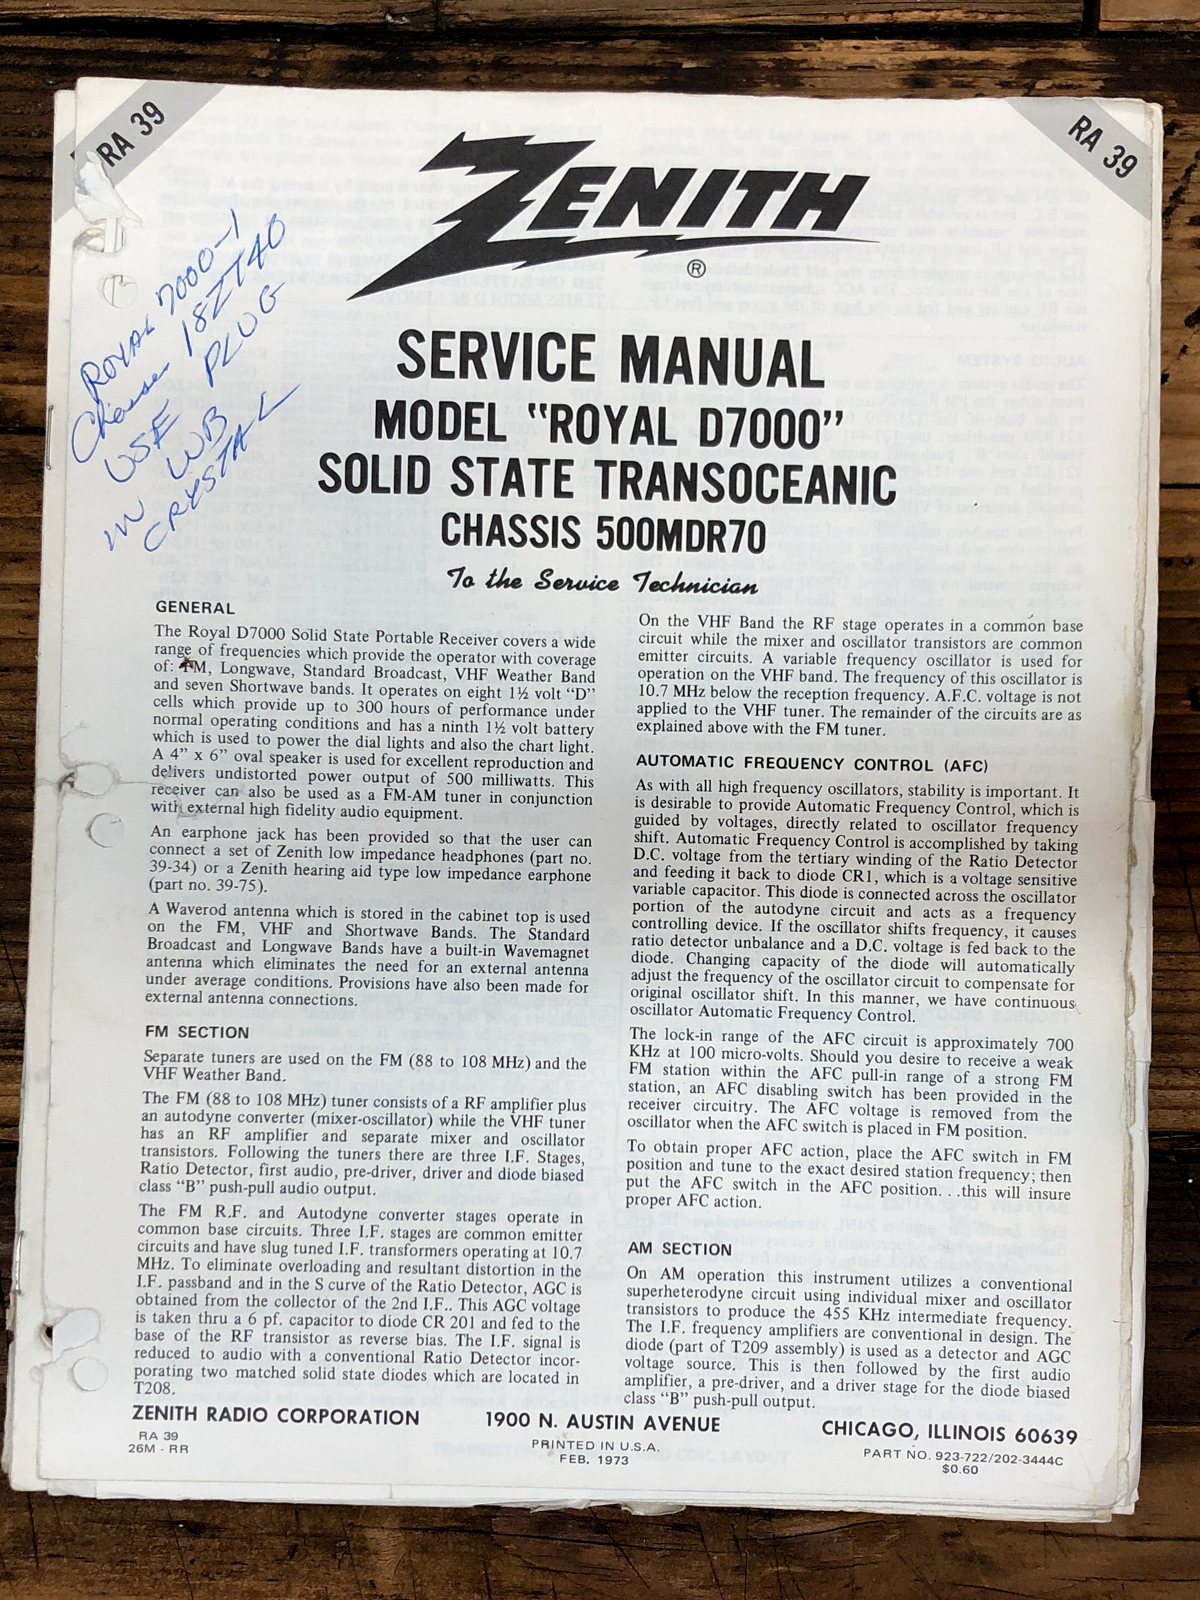 RA 39
RA 39
ZENITH
®
ROYAL 7000-1
Chassis 18ZT40
USE PLUG
IN WB
CRYSTAL
SERVICE MANUAL
MODEL "ROYAL D7000"
SOLID STATE TRANSOCEANIC
CHASSIS 500MDR70
To the Service Technician
GENERAL
The Royal D7000 Solid State Portable Receiver covers a wide
range of frequencies which provide the operator with coverage
of: FM, Longwave, Standard Broadcast, VHF Weather Band
and seven Shortwave bands. It operates on eight 1½ volt "D"
cells which provide up to 300 hours of performance under
normal operating conditions and has a ninth 1½ volt battery
which is used to power the dial lights and also the chart light.
A 4" x 6" oval speaker is used for excellent reproduction and
delivers undistorted power output of 500 milliwatts. This
receiver can also be used as a FM-AM tuner in conjunction
with external high fidelity audio equipment.
An earphone jack has been provided so that the user can
connect a set of Zenith low impedance headphones (part no.
39-34) or a Zenith hearing aid type low impedance earphone
(part no. 39-75).
A Waverod antenna which is stored in the cabinet top is used
on the FM, VHF and Shortwave Bands. The Standard
Broadcast and Longwave Bands have a built-in Wavemagnet
antenna which eliminates the need for an external antenna
under average conditions. Provisions have also been made for
external antenna connections.
FM SECTION
Separate tuners are used on the FM (88 to 108 MHz) and the
VHF Weather Band.
The FM (88 to 108 MHz) tuner consists of a RF amplifier plus
an autodyne converter (mixer-oscillator) while the VHF tuner
has an RF amplifier and separate mixer and oscillator
transistors. Following the tuners there are three I.F. Stages,
Ratio Detector, first audio, pre-driver, driver and diode biased
class "B" push-pull audio output.
The FM R.F. and Autodyne converter stages operate in
common base circuits. Three I.F. stages are common emitter
circuits and have slug tuned I.F. transformers operating at 10.7
MHz. To eliminate overloading and resultant distortion in the
I.F. passband and in the S curve of the Ratio Detector, AGC is
obtained from the collector of the 2nd I.F.. This AGC voltage
is taken thru a 6 pf. capacitor to diode CR 201 and fed to the
base of the RF transistor as reverse bias. The I.F. signal is
reduced to audio with a conventional Ratio Detector incor-
porating two matched solid state diodes which are located in
T208.
On the VHF Band the RF stage operates in a common base
circuit while the mixer and oscillator transistors are common
emitter circuits. A variable frequency oscillator is used for
operation on the VHF band. The frequency of this oscillator is
10.7 MHz below the reception frequency. A.F.C. voltage is not
applied to the VHF tuner. The remainder of the circuits are as
explained above with the FM tuner.
AUTOMATIC FREQUENCY CONTROL (AFC)
As with all high frequency oscillators, stability is important. It
is desirable to provide Automatic Frequency Control, which is
guided by voltages, directly related to oscillator frequency
shift. Automatic Frequency Control is accomplished by taking
D.C. voltage from the tertiary winding of the Ratio Detector
and feeding it back to diode CR1, which is a voltage sensitive
variable capacitor. This diode is connected across the oscillator
portion of the autodyne circuit and acts as a frequency
controlling device. If the oscillator shifts frequency, it causes
ratio detector unbalance and a D.C. voltage is fed back to the
diode. Changing capacity of the diode will automatically
adjust the frequency of the oscillator circuit to compensate for
original oscillator shift. In this manner, we have continuous
oscillator Automatic Frequency Control.
The lock-in range of the AFC circuit is approximately 700
KHz at 100 micro-volts. Should you desire to receive a weak
FM station within the AFC pull-in range of a strong FM
station, an AFC disabling switch has been provided in the
receiver circuitry. The AFC voltage is removed from the
oscillator when the AFC switch is placed in FM position.
To obtain proper AFC action, place the AFC switch in FM
position and tune to the exact desired station frequency; then
put the AFC switch in the AFC position. . .this will insure
proper AFC action.
AM SECTION
On AM operation this instrument utilizes a conventional
superheterodyne circuit using individual mixer and oscillator
transistors to produce the 455 KHz intermediate frequency.
The I.F. frequency amplifiers are conventional in design. The
diode (part of T209 assembly) is used as a detector and AGC
voltage source. This is then followed by the first audio
amplifier, a pre-driver, and a driver stage for the diode biased
class "B" push-pull output.
ZENITH RADIO CORPORATION
1900 N. AUSTIN AVENUE
CHICAGO, ILLINOIS 60639
RA 39
26M - RR
PRINTED IN U.S.A.
FEB. 1973
PART NO. 923-722/202-3444C
$0.60